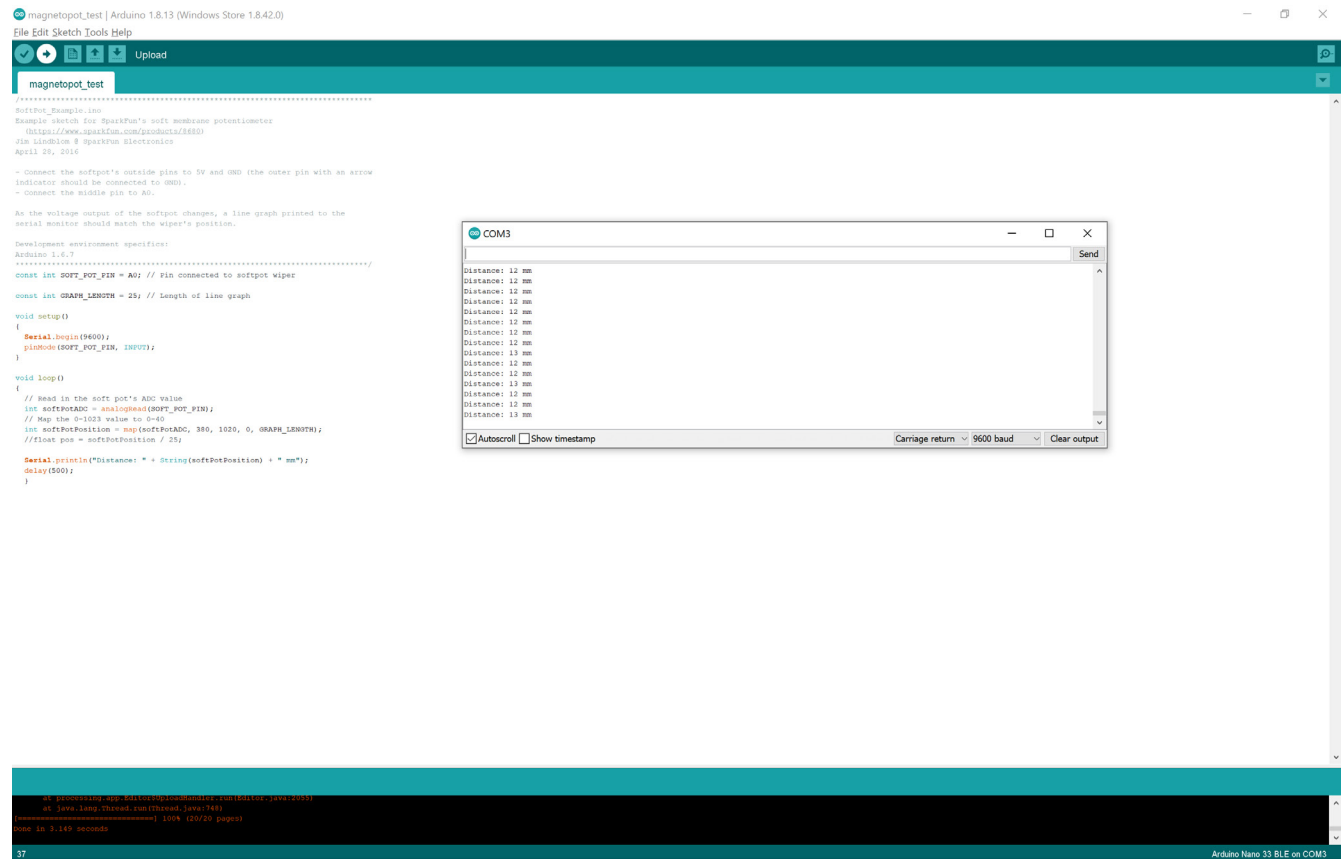 magnetopot_test | Arduino 1.8.13 (Windows Store 1.8.42.0)
File Edit Sketch Tools Help
Upload
magnetopot_test
/******************************************************************************
SoftPot_Example.ino
Example sketch for SparkFun's soft membrane potentiometer
(https://www.sparkfun.com/products/8680)
Jim Lindblom @ SparkFun Electronics
April 28, 2016
- Connect the softpot's outside pins to 5V and GND (the outer pin with an arrow
indicator should be connected to GND).
- Connect the middle pin to A0.
As the voltage output of the softpot changes, a line graph printed to the
serial monitor should match the wiper's position.
Development environment specifics:
Arduino 1.6.7
******************************************************************************/
const int SOFT_POT_PIN = A0; // Pin connected to softpot wiper
const int GRAPH_LENGTH = 25; // Length of line graph
void setup()
{
Serial.begin(9600);
pinMode(SOFT_POT_PIN, INPUT);
}
void loop()
{
// Read in the soft pot's ADC value
int softPotADC = analogRead(SOFT_POT_PIN);
// Map the 0-1023 value to 0-40
int softPotPosition = map(softPotADC, 380, 1020, 0, GRAPH_LENGTH);
//float pos = softPotPosition / 25;
Serial.println("Distance: " + String(softPotPosition) + " mm");
delay(500);
}
COM3
Send
Distance: 12 mm
Distance: 12 mm
Distance: 12 mm
Distance: 12 mm
Distance: 12 mm
Distance: 12 mm
Distance: 12 mm
Distance: 12 mm
Distance: 13 mm
Distance: 12 mm
Distance: 12 mm
Distance: 13 mm
Distance: 12 mm
Distance: 12 mm
Distance: 13 mm
Autoscroll Show timestamp Carriage return 9600 baud Clear output
at processing.app.Editor$UploadHandler.run(Editor.java:2055)
at java.lang.Thread.run(Thread.java:748)
[==============================] 100% (20/20 pages)
Done in 3.149 seconds
37 Arduino Nano 33 BLE on COM3